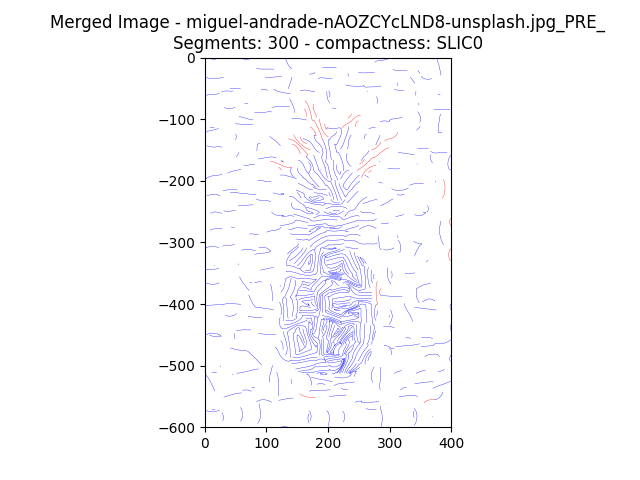 Merged Image - miguel-andrade-nAOZCYcLND8-unsplash.jpg_PRE_
Segments: 300 - compactness: SLIC0
0
−100
−200
−300
−400
−500
−600
0 100 200 300 400